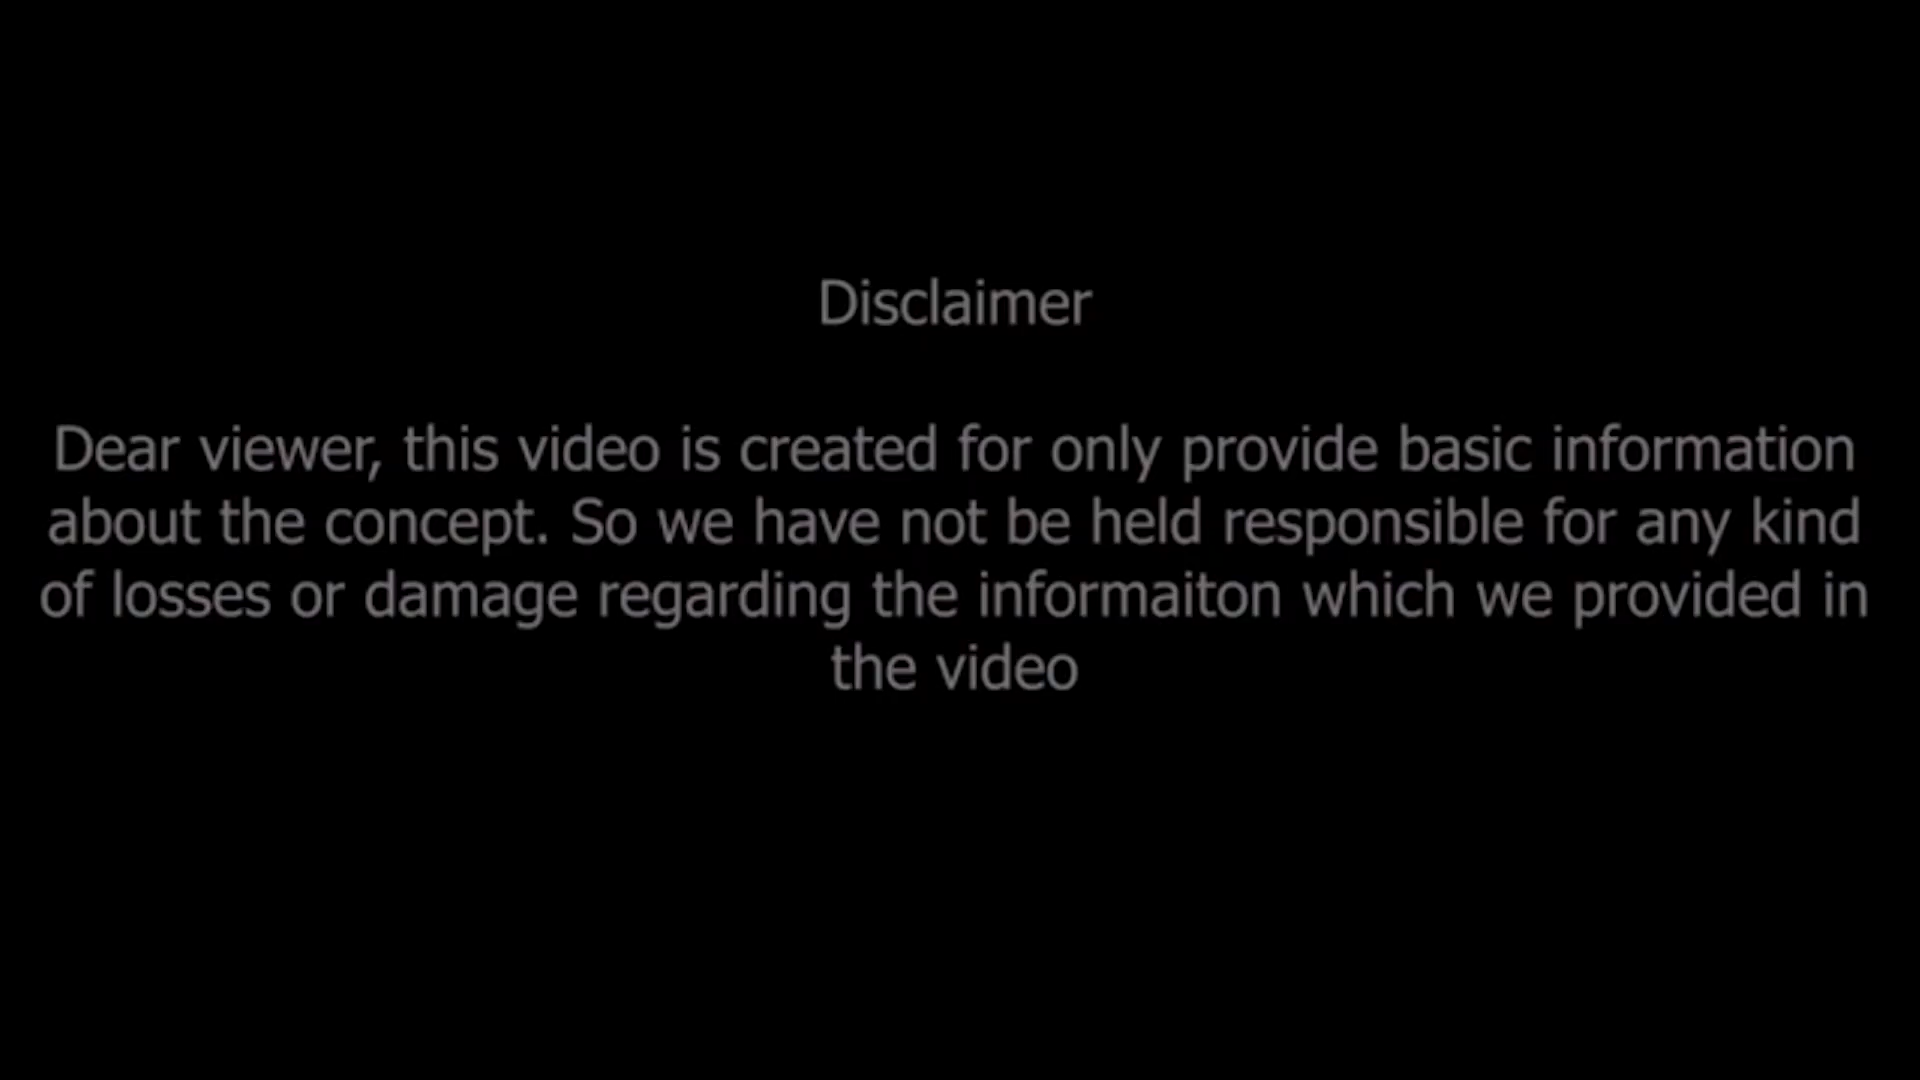 Disclaimer
Dear viewer, this video is created for only provide basic information
about the concept. So we have not be held responsible for any kind
of losses or damage regarding the informaiton which we provided in
the video